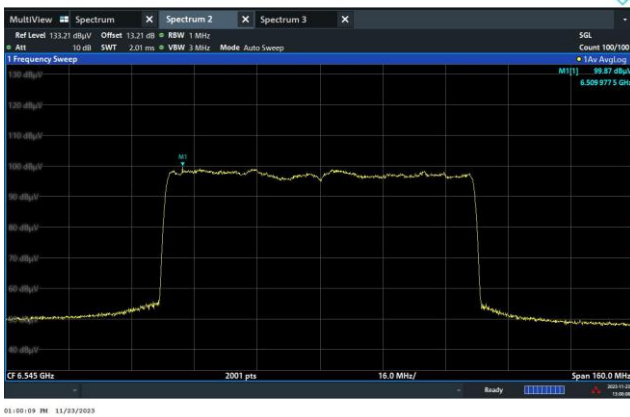 MultiView Spectrum X Spectrum 2 X Spectrum 3 X
Ref Level 133.21 dBµV Offset 13.21 dB RBW 1 MHz SGL
Att 10 dB SWT 2.01 ms VBW 3 MHz Mode Auto Sweep Count 100/100
1 Frequency Sweep 1Av AvgLog
130 dBµV M1[1] 99.87 dBµV
6.509 977 5 GHz
120 dBµV
110 dBµV
M1
100 dBµV
90 dBµV
80 dBµV
70 dBµV
60 dBµV
50 dBµV
40 dBµV
CF 6.545 GHz 2001 pts 16.0 MHz/ Span 160.0 MHz
Ready 2023-11-23
01:00:09 PM 11/23/2023